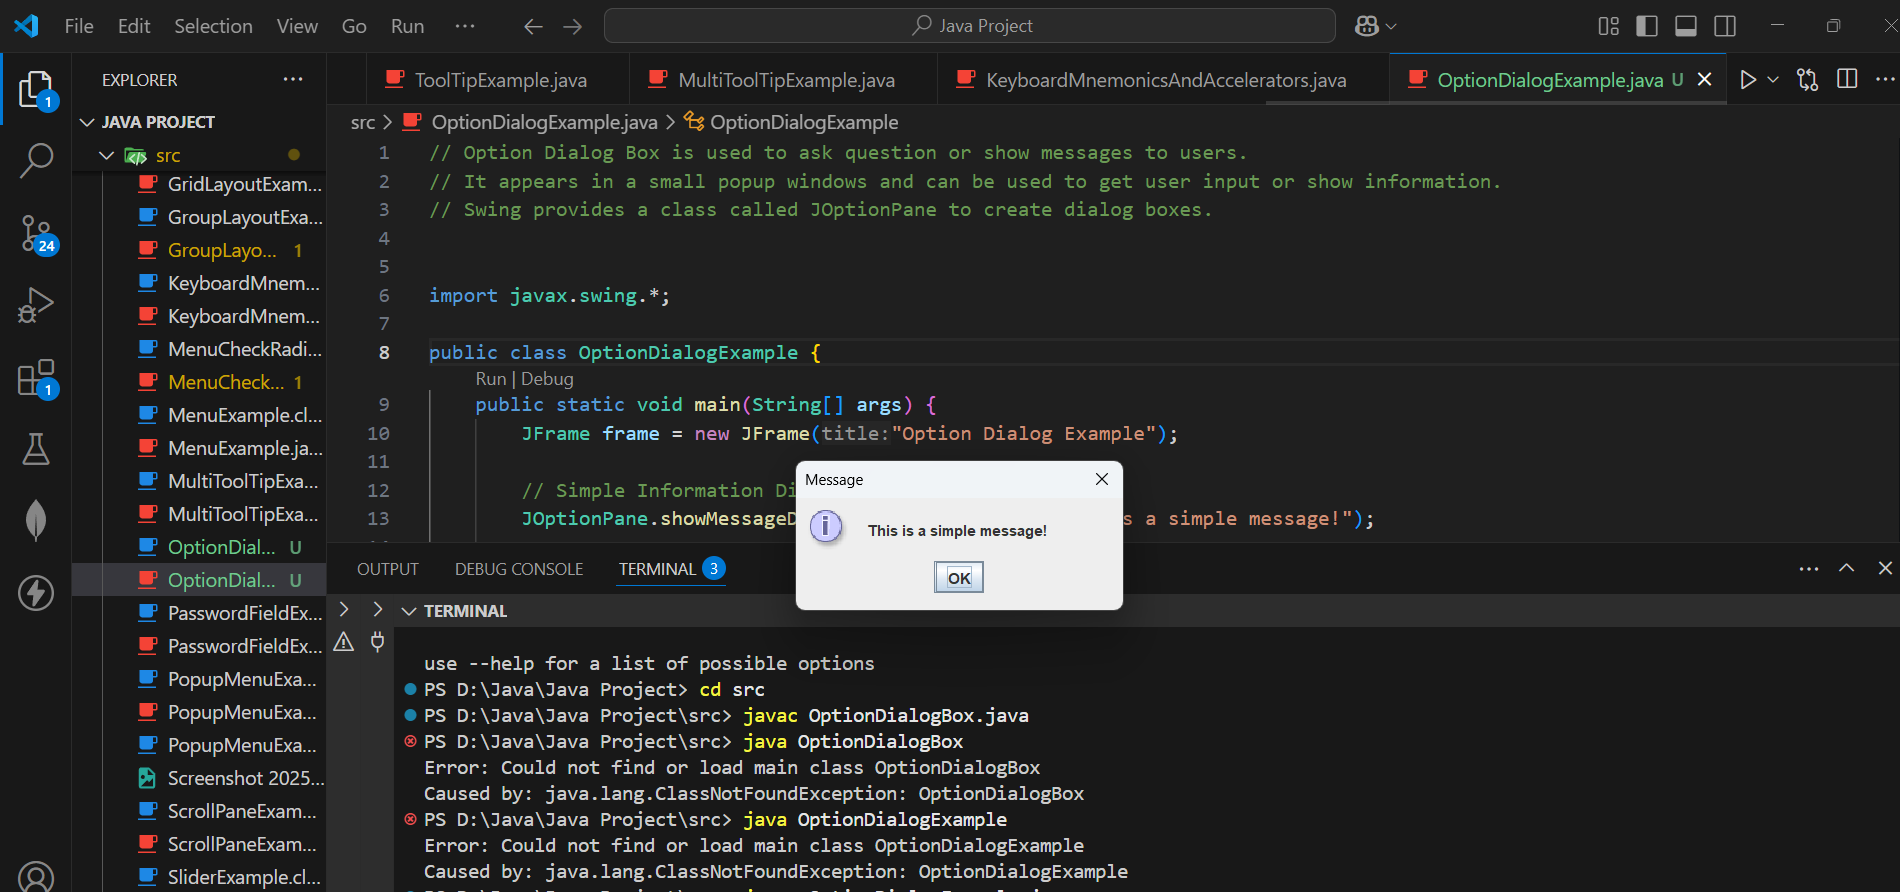 File Edit Selection View Go Run ···
Java Project
EXPLORER ···
JAVA PROJECT
src
GridLayoutExam...
GroupLayoutExa...
GroupLayo... 1
KeyboardMnem...
KeyboardMnem...
MenuCheckRadi...
MenuCheck... 1
MenuExample.cl...
MenuExample.ja...
MultiToolTipExa...
MultiToolTipExa...
OptionDial... U
OptionDial... U
PasswordFieldEx...
PasswordFieldEx...
PopupMenuExa...
PopupMenuExa...
PopupMenuExa...
Screenshot 2025...
ScrollPaneExam...
ScrollPaneExam...
SliderExample.cl...
1
24
1
ToolTipExample.java MultiToolTipExample.java KeyboardMnemonicsAndAccelerators.java OptionDialogExample.java U
src > OptionDialogExample.java > OptionDialogExample
1 // Option Dialog Box is used to ask question or show messages to users.
2 // It appears in a small popup windows and can be used to get user input or show information.
3 // Swing provides a class called JOptionPane to create dialog boxes.
4
5
6 import javax.swing.*;
7
8 public class OptionDialogExample {
Run | Debug
9 public static void main(String[] args) {
10 JFrame frame = new JFrame(title:"Option Dialog Example");
11
12 // Simple Information Di
13 JOptionPane.showMessageD s a simple message!");
Message
This is a simple message!
OK
OUTPUT DEBUG CONSOLE TERMINAL 3
TERMINAL
use --help for a list of possible options
PS D:\Java\Java Project> cd src
PS D:\Java\Java Project\src> javac OptionDialogBox.java
PS D:\Java\Java Project\src> java OptionDialogBox
Error: Could not find or load main class OptionDialogBox
Caused by: java.lang.ClassNotFoundException: OptionDialogBox
PS D:\Java\Java Project\src> java OptionDialogExample
Error: Could not find or load main class OptionDialogExample
Caused by: java.lang.ClassNotFoundException: OptionDialogExample